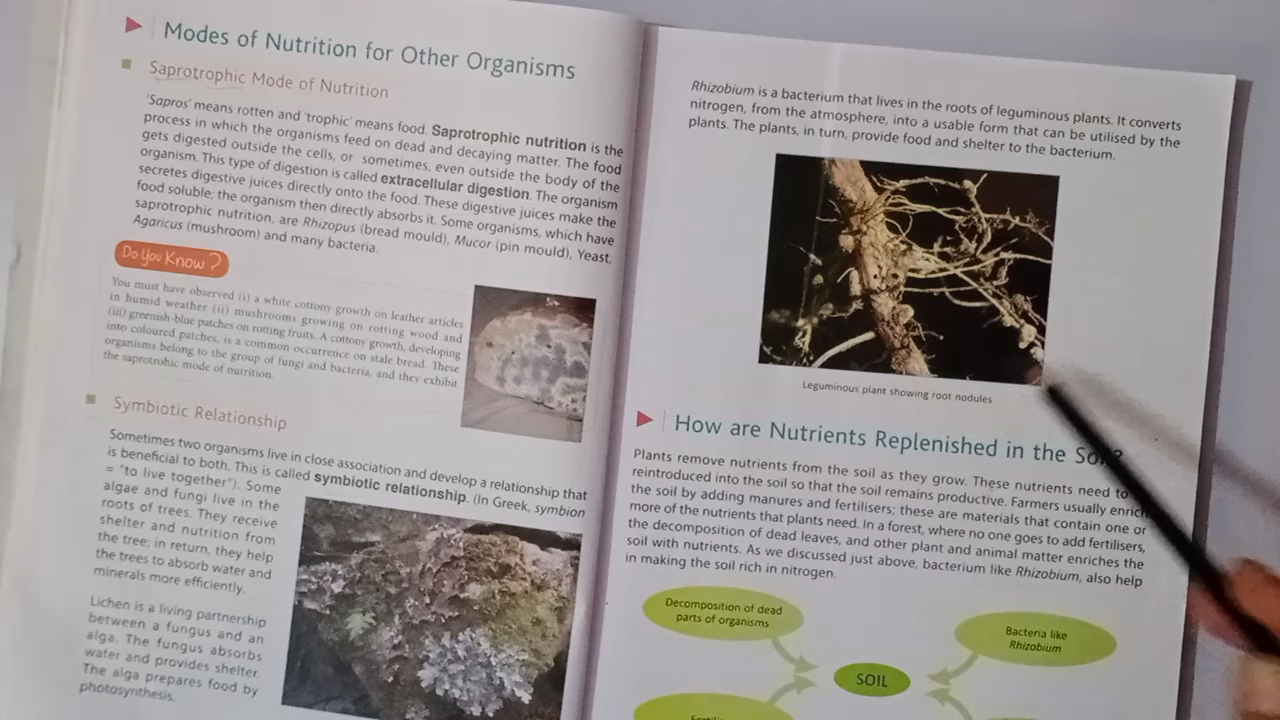 Modes of Nutrition for Other Organisms
Saprotrophic Mode of Nutrition
'Sapros' means rotten and 'trophic' means food. Saprotrophic nutrition is the
process in which the organisms feed on dead and decaying matter. The food
gets digested outside the cells, or sometimes, even outside the body of the
organism. This type of digestion is called extracellular digestion. The organism
secretes digestive juices directly onto the food. These digestive juices make the
food soluble; the organism then directly absorbs it. Some organisms, which have
saprotrophic nutrition, are Rhizopus (bread mould), Mucor (pin mould), Yeast,
Agaricus (mushroom) and many bacteria.
Do You Know ?
You must have observed (i) a white cottony growth on leather articles
in humid weather (ii) mushrooms growing on rotting wood and
(iii) greenish-blue patches on rotting fruits. A cottony growth, developing
into coloured patches, is a common occurrence on stale bread. These
organisms belong to the group of fungi and bacteria, and they exhibit
the saprotrohic mode of nutrition.
Symbiotic Relationship
Sometimes two organisms live in close association and develop a relationship that
is beneficial to both. This is called symbiotic relationship. (In Greek, symbion
= "to live together"). Some
algae and fungi live in the
roots of trees. They receive
shelter and nutrition from
the tree; in return, they help
the trees to absorb water and
minerals more efficiently.
Lichen is a living partnership
between a fungus and an
alga. The fungus absorbs
water and provides shelter.
The alga prepares food by
photosynthesis.
Rhizobium is a bacterium that lives in the roots of leguminous plants. It converts
nitrogen, from the atmosphere, into a usable form that can be utilised by the
plants. The plants, in turn, provide food and shelter to the bacterium.
Leguminous plant showing root nodules
How are Nutrients Replenished in the Soil?
Plants remove nutrients from the soil as they grow. These nutrients need to
reintroduced into the soil so that the soil remains productive. Farmers usually enrich
the soil by adding manures and fertilisers; these are materials that contain one or
more of the nutrients that plants need. In a forest, where no one goes to add fertilisers,
the decomposition of dead leaves, and other plant and animal matter enriches the
soil with nutrients. As we discussed just above, bacterium like Rhizobium, also help
in making the soil rich in nitrogen.
Decomposition of dead
parts of organisms
Bacteria like
Rhizobium
SOIL